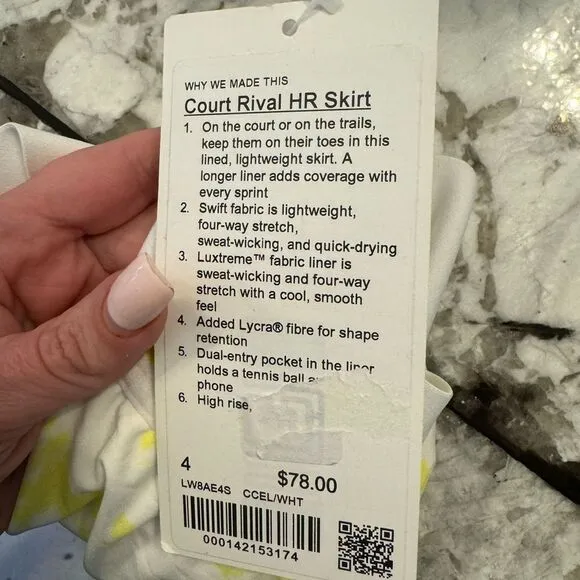 WHY WE MADE THIS
Court Rival HR Skirt
1. On the court or on the trails,
keep them on their toes in this
lined, lightweight skirt. A
longer liner adds coverage with
every sprint
2. Swift fabric is lightweight,
four-way stretch,
sweat-wicking, and quick-drying
3. Luxtreme™ fabric liner is
sweat-wicking and four-way
stretch with a cool, smooth
feel
4. Added Lycra® fibre for shape
retention
5. Dual-entry pocket in the liner
holds a tennis ball
phone
6. High rise,
4
$78.00
LW8AE4S CCEL/WHT
000142153174